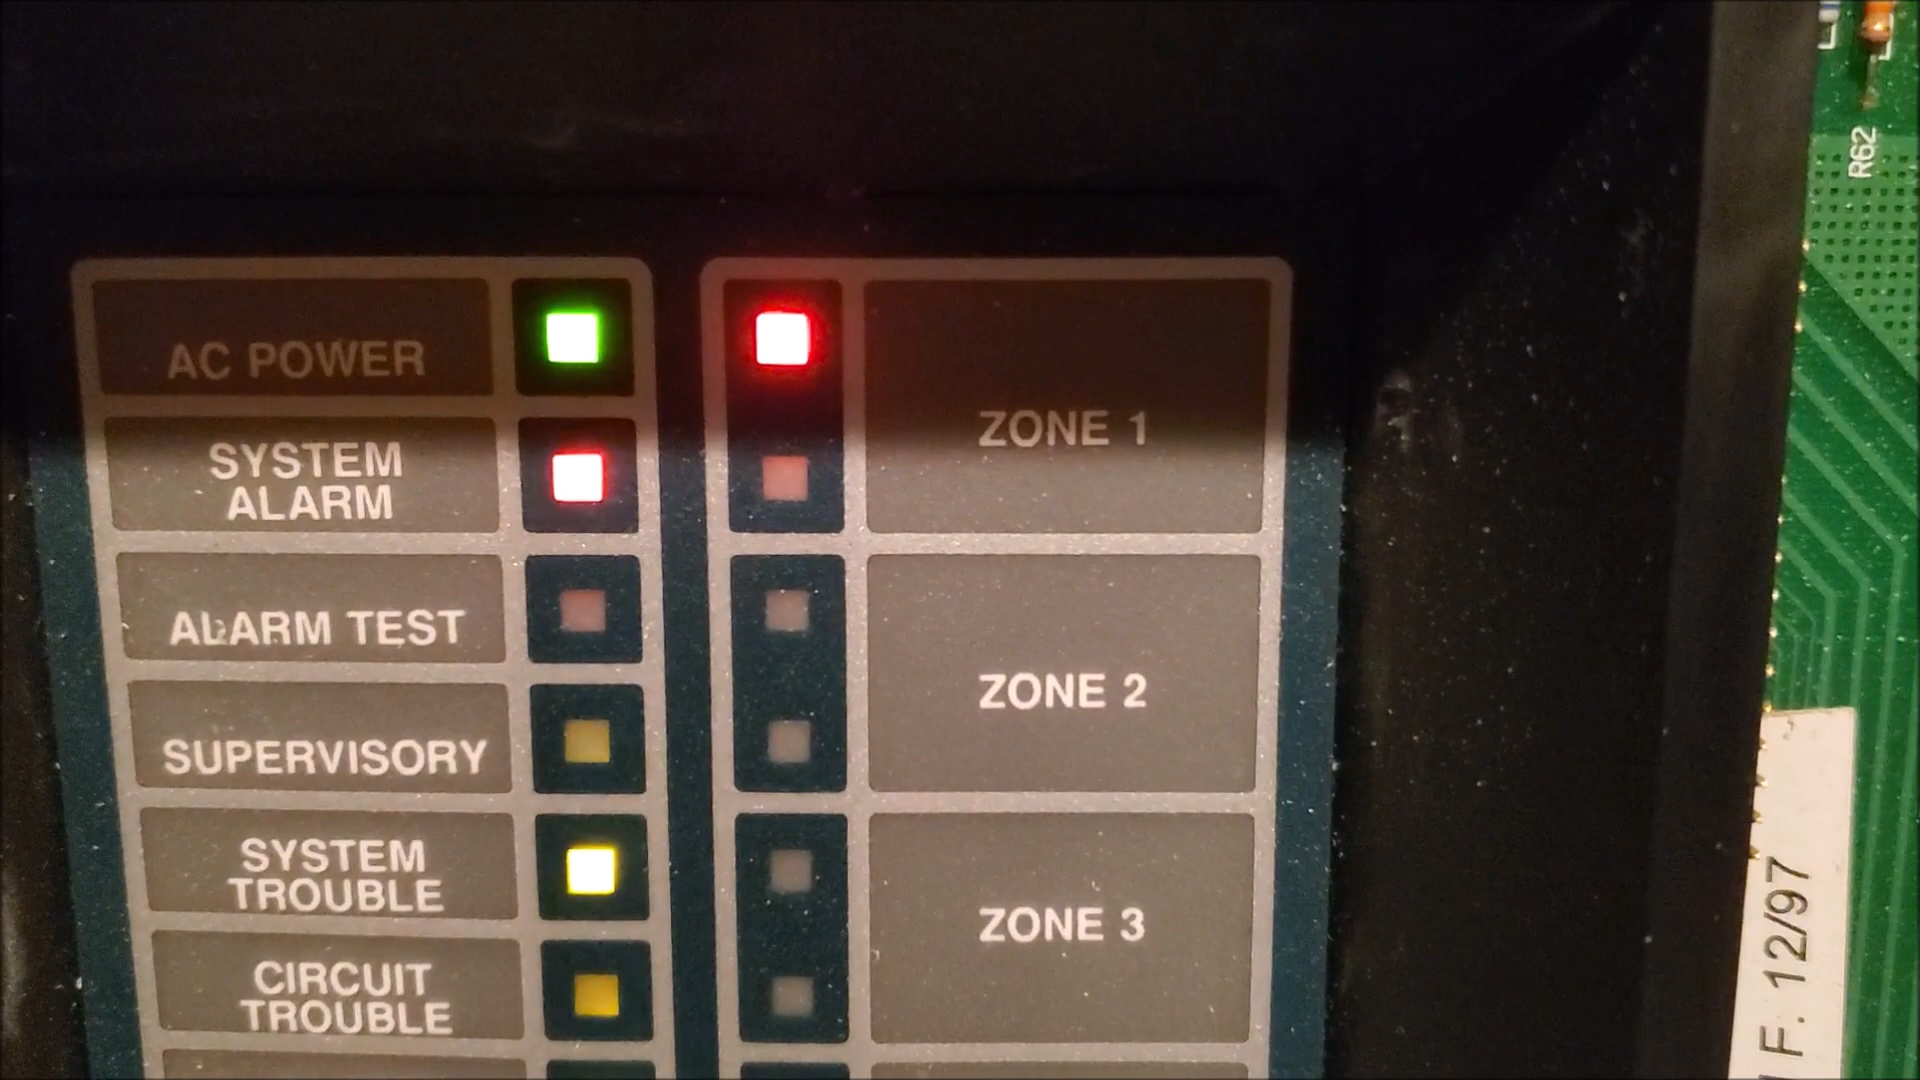 AC POWER
SYSTEM
ALARM
ALARM TEST
SUPERVISORY
SYSTEM
TROUBLE
CIRCUIT
TROUBLE
ZONE 1
ZONE 2
ZONE 3
R62
F. 12/97